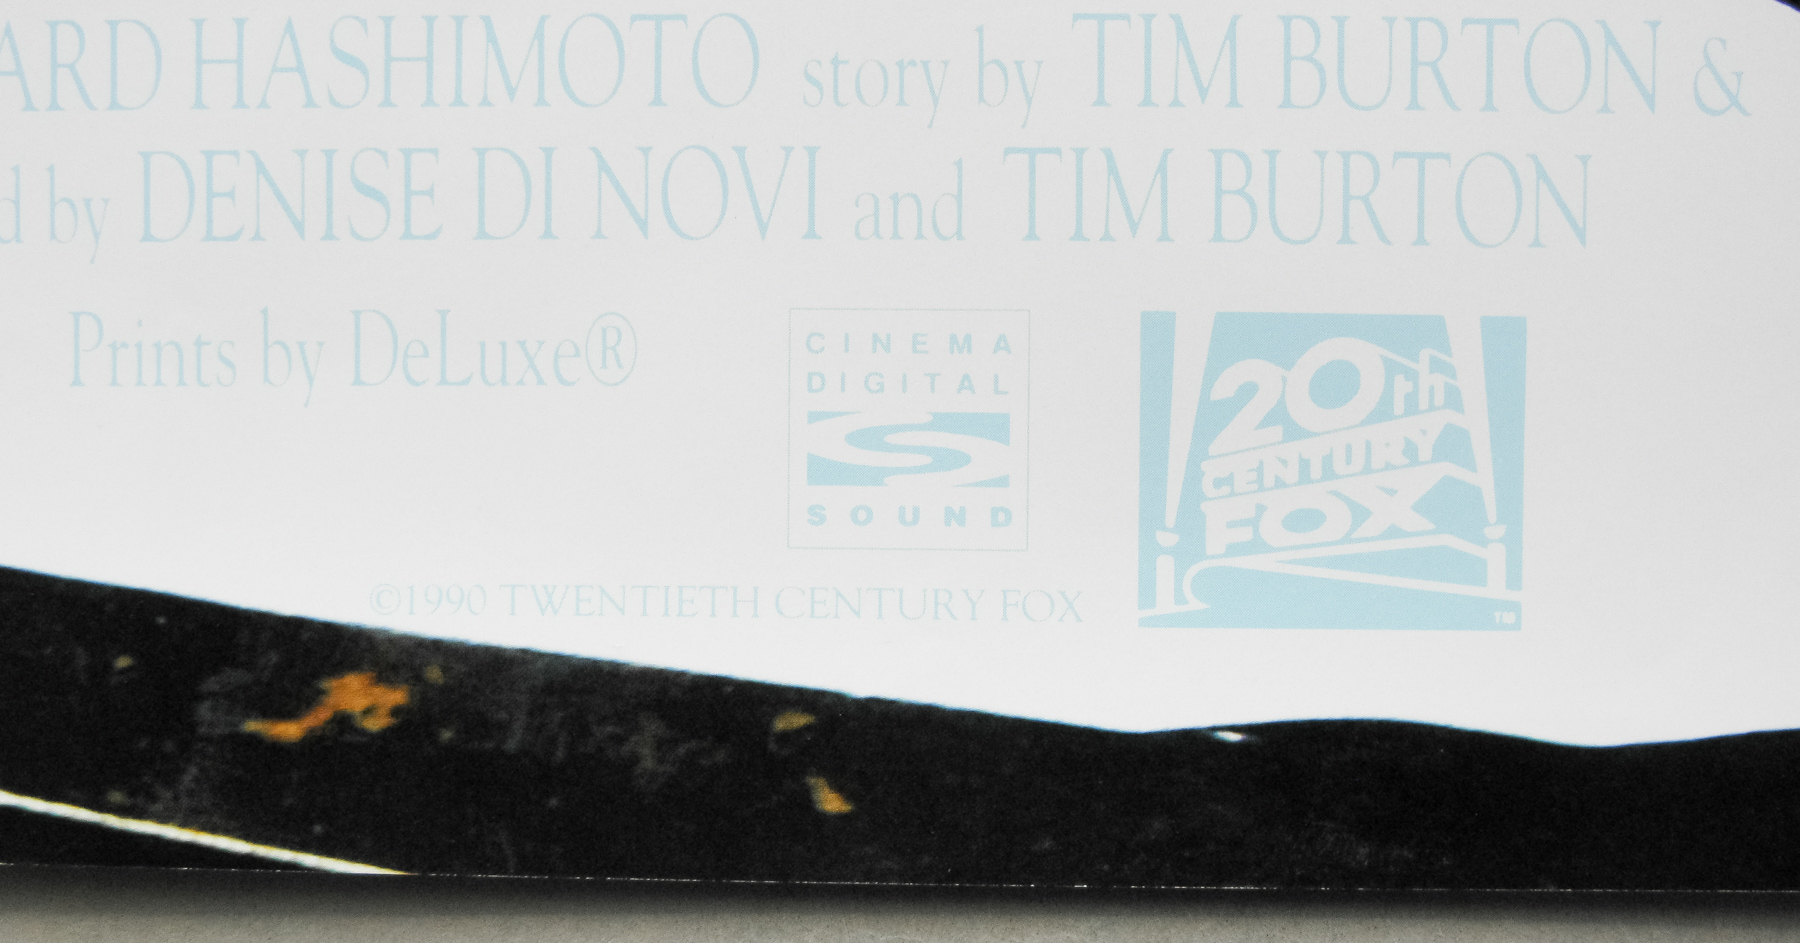 ARD HASHIMOTO story by TIM BURTON &
d by DENISE DI NOVI and TIM BURTON
Prints by DeLuxe®
CINEMA
DIGITAL
S
SOUND
20th
CENTURY
FOX
TM
©1990 TWENTIETH CENTURY FOX